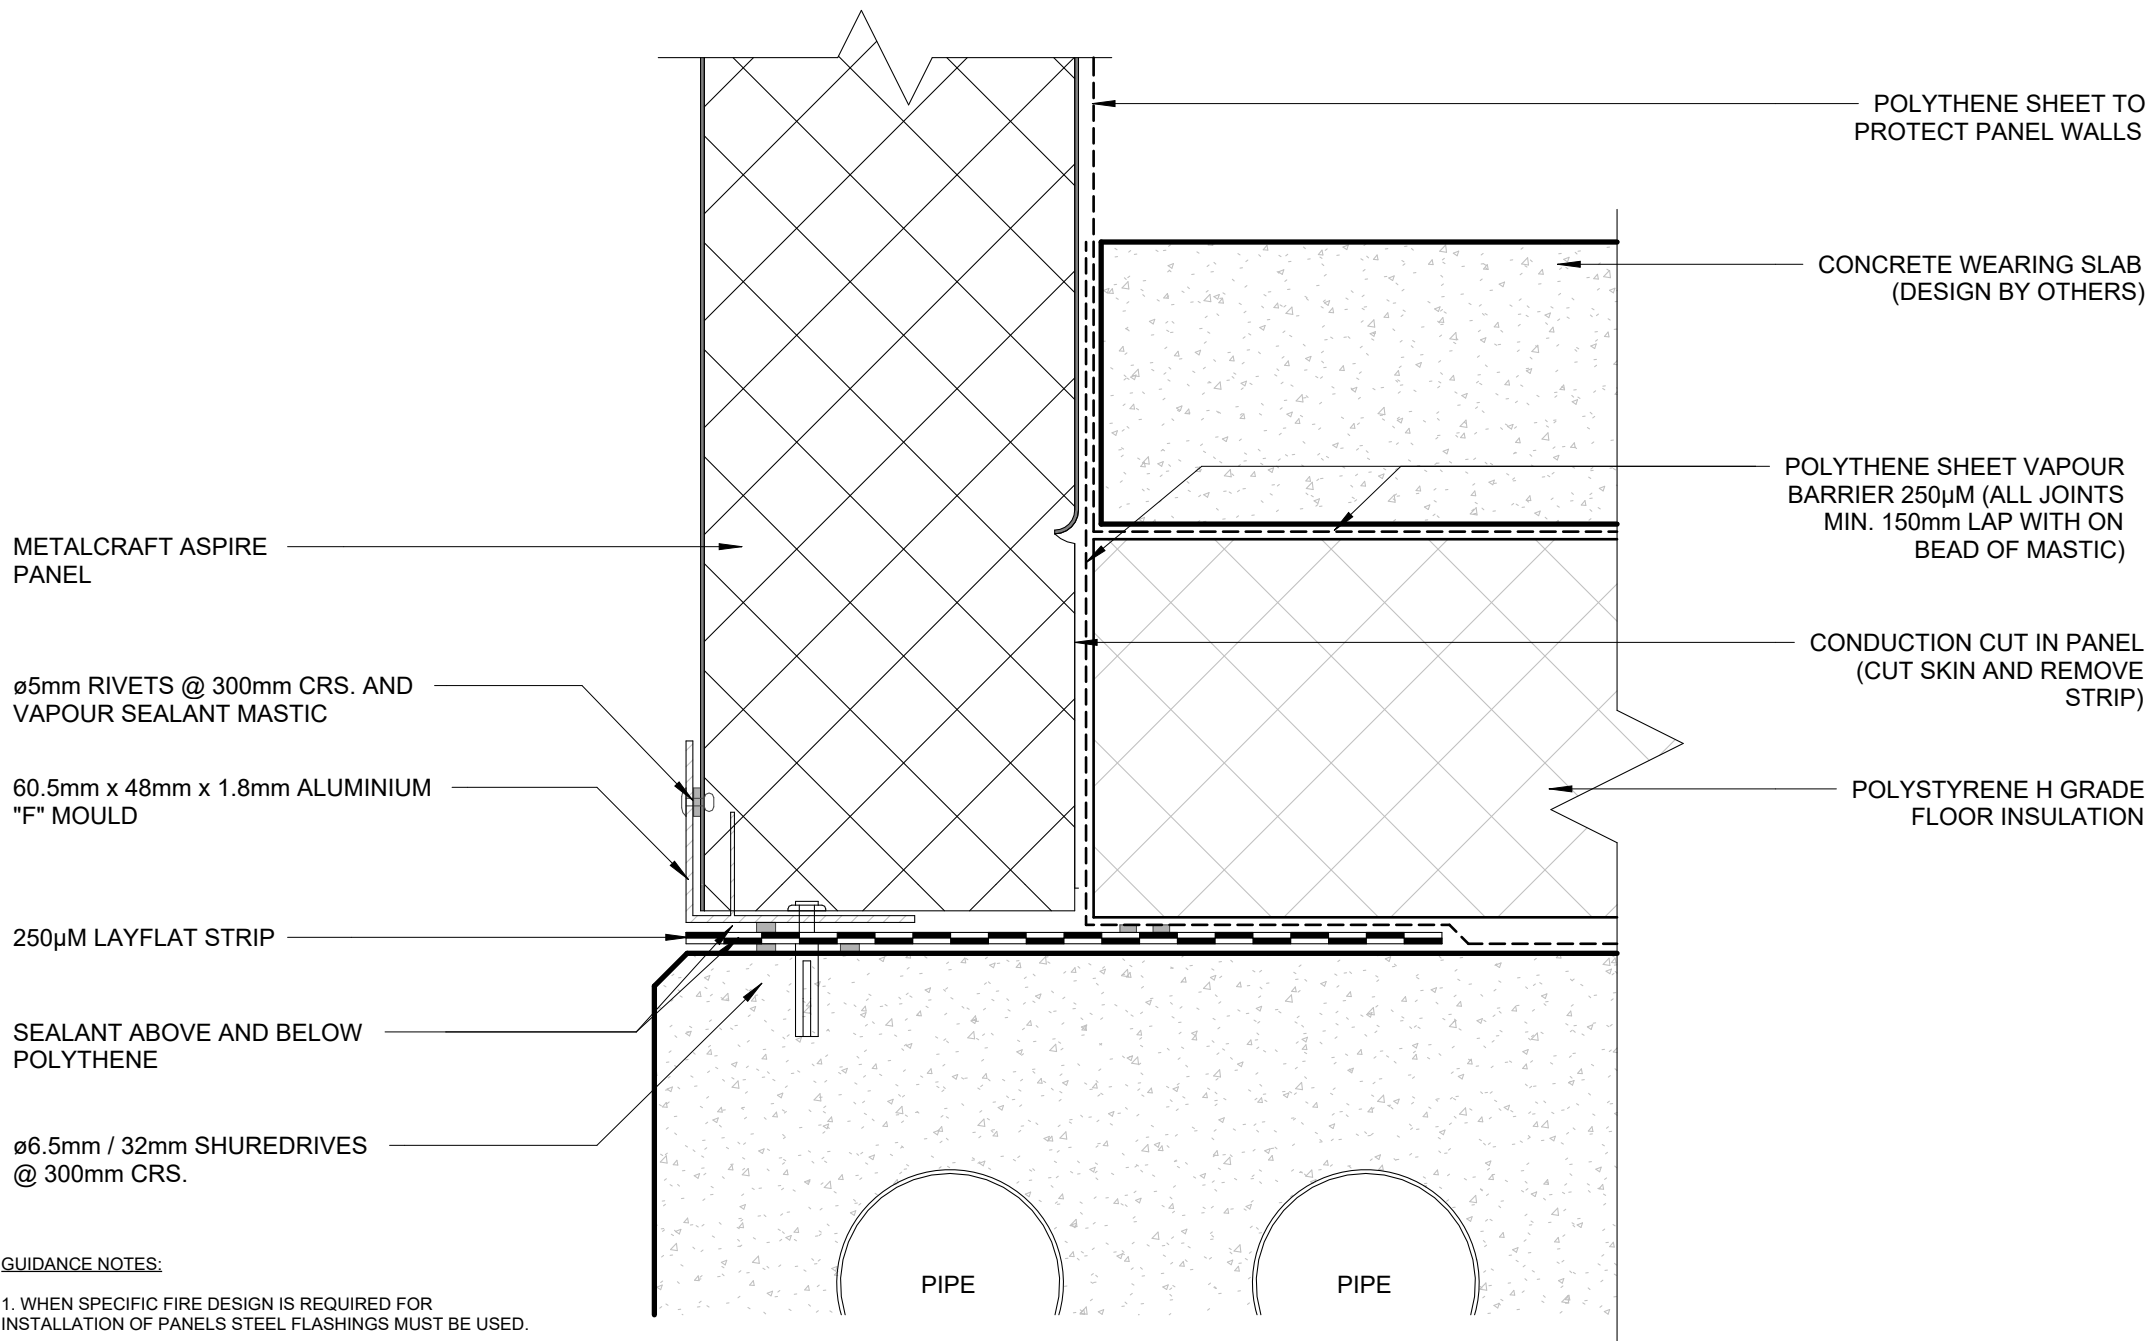 POLYTHENE SHEET TO
PROTECT PANEL WALLS
CONCRETE WEARING SLAB
(DESIGN BY OTHERS)
POLYTHENE SHEET VAPOUR
BARRIER 250µM (ALL JOINTS
MIN. 150mm LAP WITH ON
BEAD OF MASTIC)
CONDUCTION CUT IN PANEL
(CUT SKIN AND REMOVE
STRIP)
POLYSTYRENE H GRADE
FLOOR INSULATION
METALCRAFT ASPIRE
PANEL
ø5mm RIVETS @ 300mm CRS. AND
VAPOUR SEALANT MASTIC
60.5mm x 48mm x 1.8mm ALUMINIUM
"F" MOULD
250µM LAYFLAT STRIP
SEALANT ABOVE AND BELOW
POLYTHENE
ø6.5mm / 32mm SHUREDRIVES
@ 300mm CRS.
PIPE
PIPE
GUIDANCE NOTES:
1. WHEN SPECIFIC FIRE DESIGN IS REQUIRED FOR
INSTALLATION OF PANELS STEEL FLASHINGS MUST BE USED.